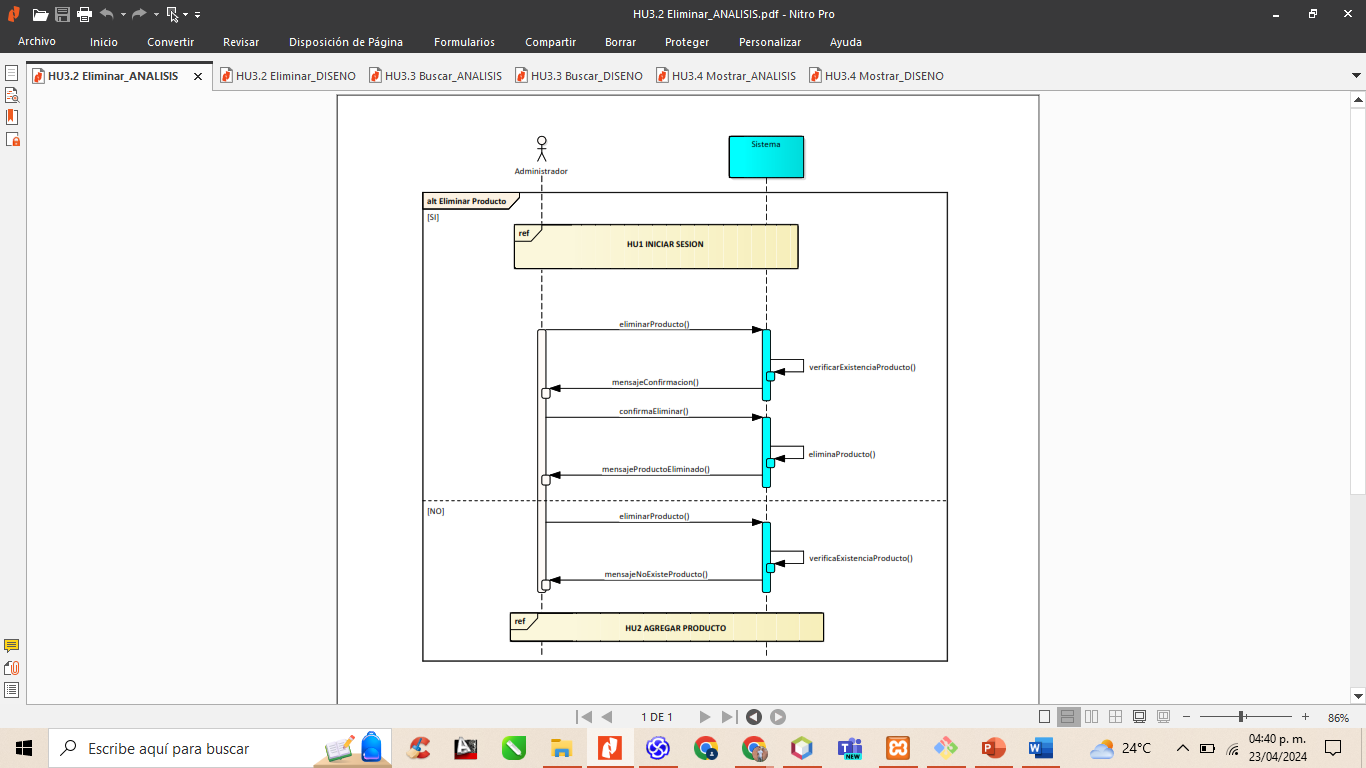 HU3.2 Eliminar_ANALISIS.pdf - Nitro Pro
Archivo Inicio Convertir Revisar Disposición de Página Formularios Compartir Borrar Proteger Personalizar Ayuda
HU3.2 Eliminar_ANALISIS HU3.2 Eliminar_DISENO HU3.3 Buscar_ANALISIS HU3.3 Buscar_DISENO HU3.4 Mostrar_ANALISIS HU3.4 Mostrar_DISENO
Sistema
Administrador
alt Eliminar Producto
[SI]
ref
HU1 INICIAR SESION
eliminarProducto()
verificarExistenciaProducto()
mensajeConfirmacion()
confirmaEliminar()
eliminaProducto()
mensajeProductoEliminado()
[NO]
eliminarProducto()
verificaExistenciaProducto()
mensajeNoExisteProducto()
ref
HU2 AGREGAR PRODUCTO
1 DE 1
86%
Escribe aquí para buscar
NEW
24°C
04:40 p. m.
23/04/2024